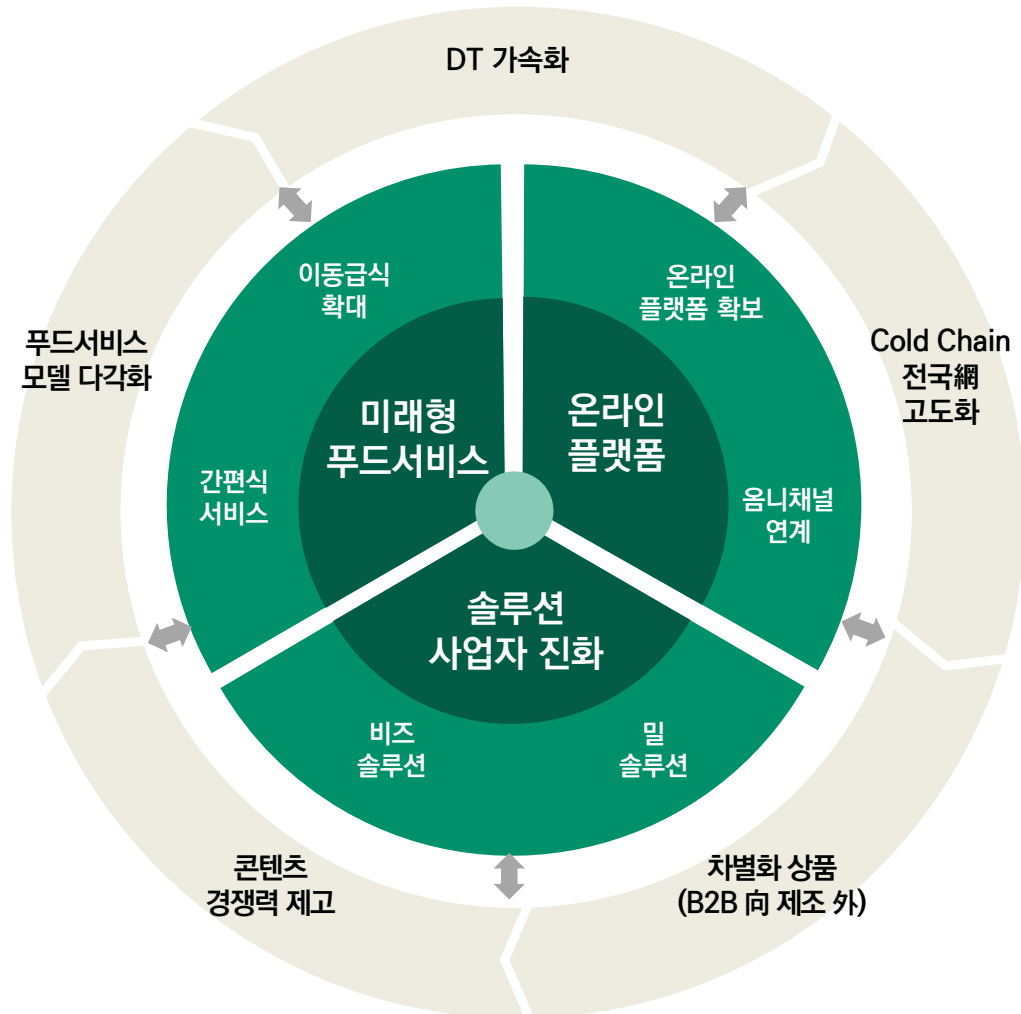 DT 가속화
이동급식
확대
온라인
플랫폼 확보
푸드서비스
모델 다각화
Cold Chain
전국網
고도화
미래형
푸드서비스
온라인
플랫폼
간편식
서비스
옴니채널
연계
솔루션
사업자 진화
비즈
솔루션
밀
솔루션
콘텐츠
경쟁력 제고
차별화 상품
(B2B 向 제조 外)